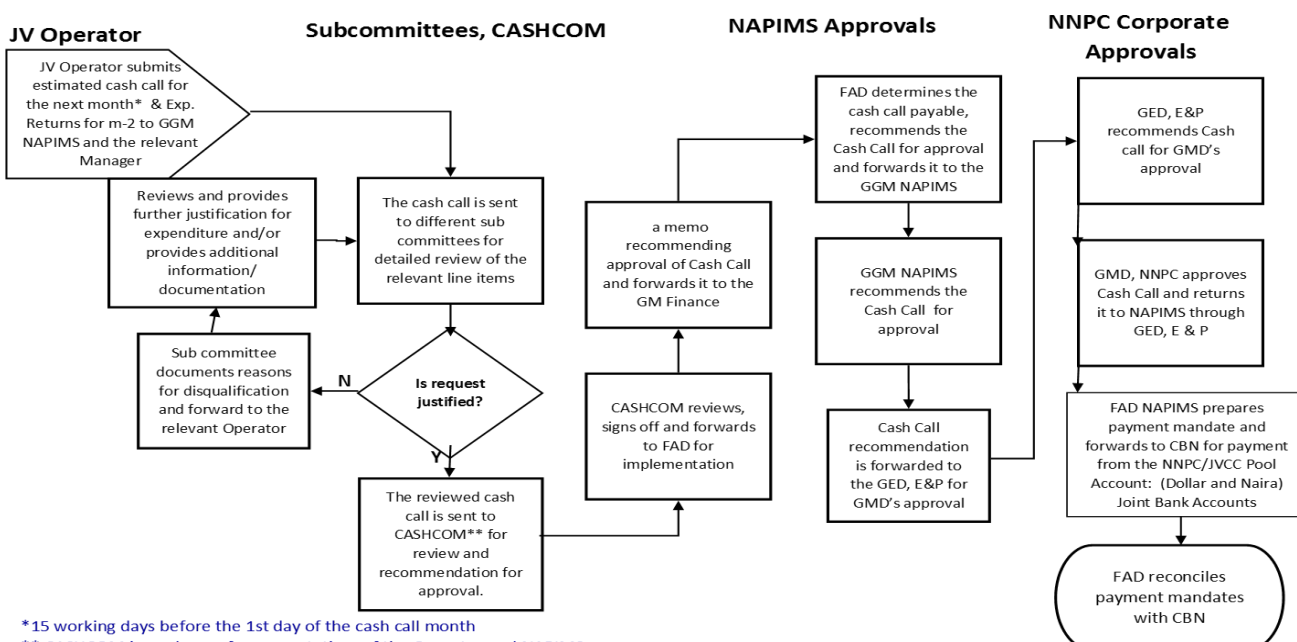 JV Operator
JV Operator submits
estimated cash call for
the next month* & Exp.
Returns for m-2 to GGM
NAPIMS and the relevant
Manager
Reviews and provides
further justification for
expenditure and/or
provides additional
information/
documentation
Sub committee
documents reasons
for disqualification
and forward to the
relevant Operator
Subcommittees, CASHCOM
The cash call is sent
to different sub
committees for
detailed review of the
relevant line items
N
Is request
justified?
Y
The reviewed cash
call is sent to
CASHCOM** for
review and
recommendation for
approval.
CASHCOM reviews,
signs off and forwards
to FAD for
implementation
a memo
recommending
approval of Cash Call
and forwards it to the
GM Finance
NAPIMS Approvals
FAD determines the
cash call payable,
recommends the
Cash Call for approval
and forwards it to the
GGM NAPIMS
GGM NAPIMS
recommends the
Cash Call for
approval
Cash Call
recommendation
is forwarded to
the GED, E&P for
GMD's approval
NNPC Corporate
Approvals
GED, E&P
recommends Cash
call for GMD's
approval
GMD, NNPC approves
Cash Call and returns
it to NAPIMS through
GED, E & P
FAD NAPIMS prepares
payment mandate and
forwards to CBN for payment
from the NNPC/JVCC Pool
Account: (Dollar and Naira)
Joint Bank Accounts
FAD reconciles
payment mandates
with CBN
*15 working days before the 1st day of the cash call month